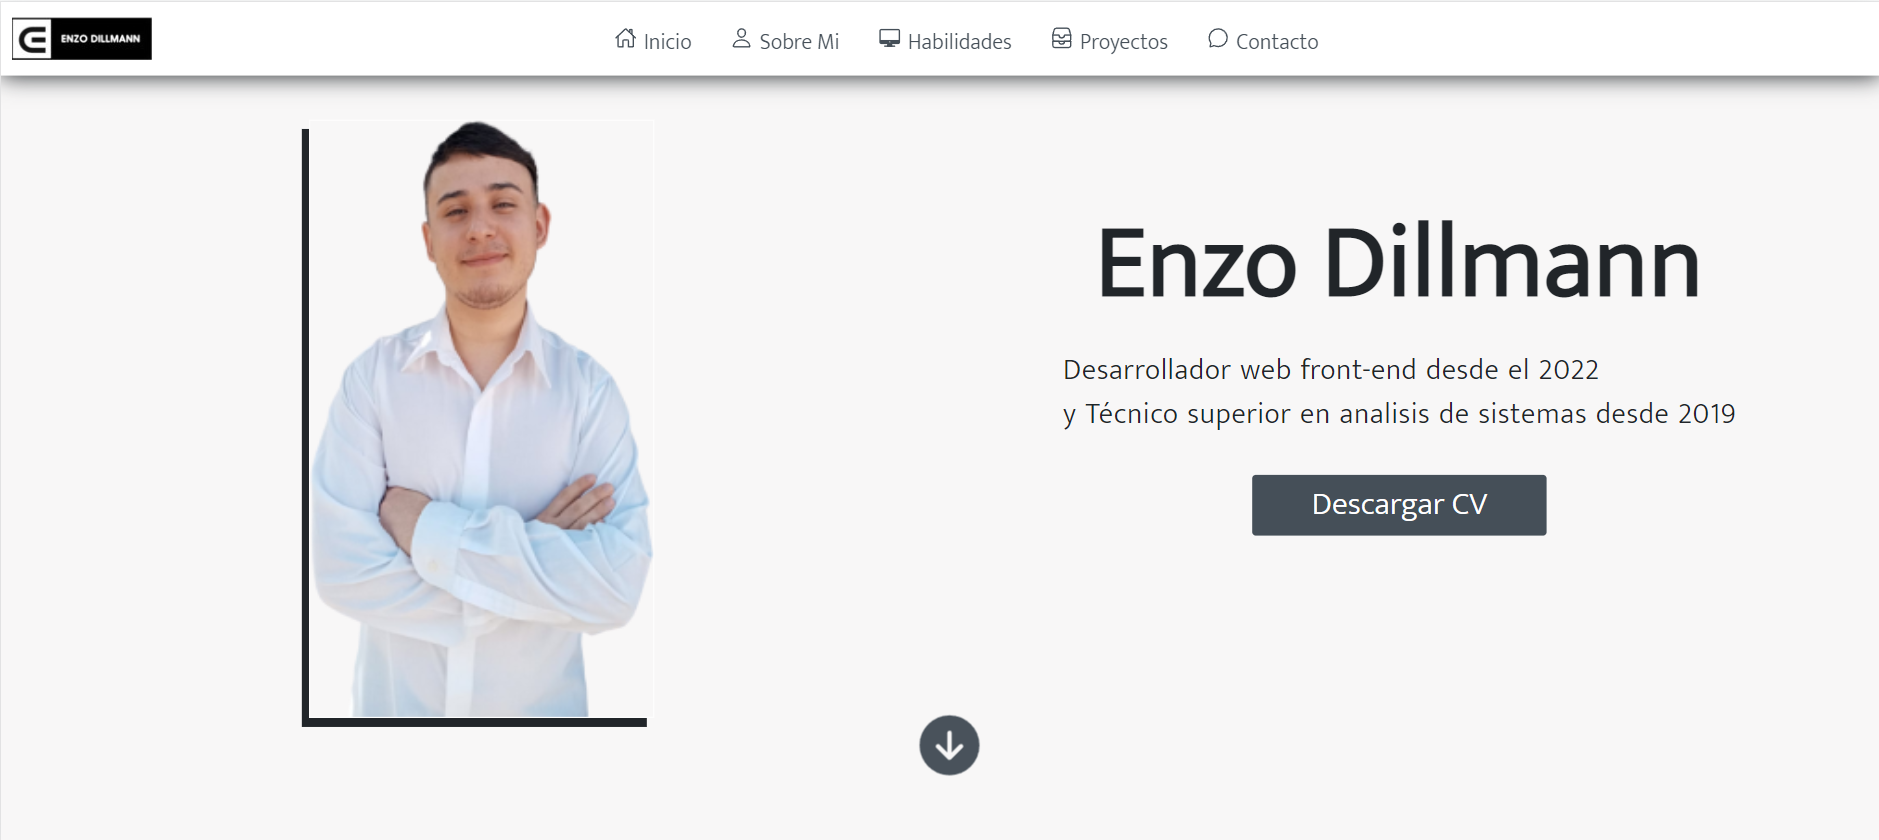 ENZO DILLMANN
Inicio
Sobre Mi
Habilidades
Proyectos
Contacto
Enzo Dillmann
Desarrollador web front-end desde el 2022
y Técnico superior en analisis de sistemas desde 2019
Descargar CV